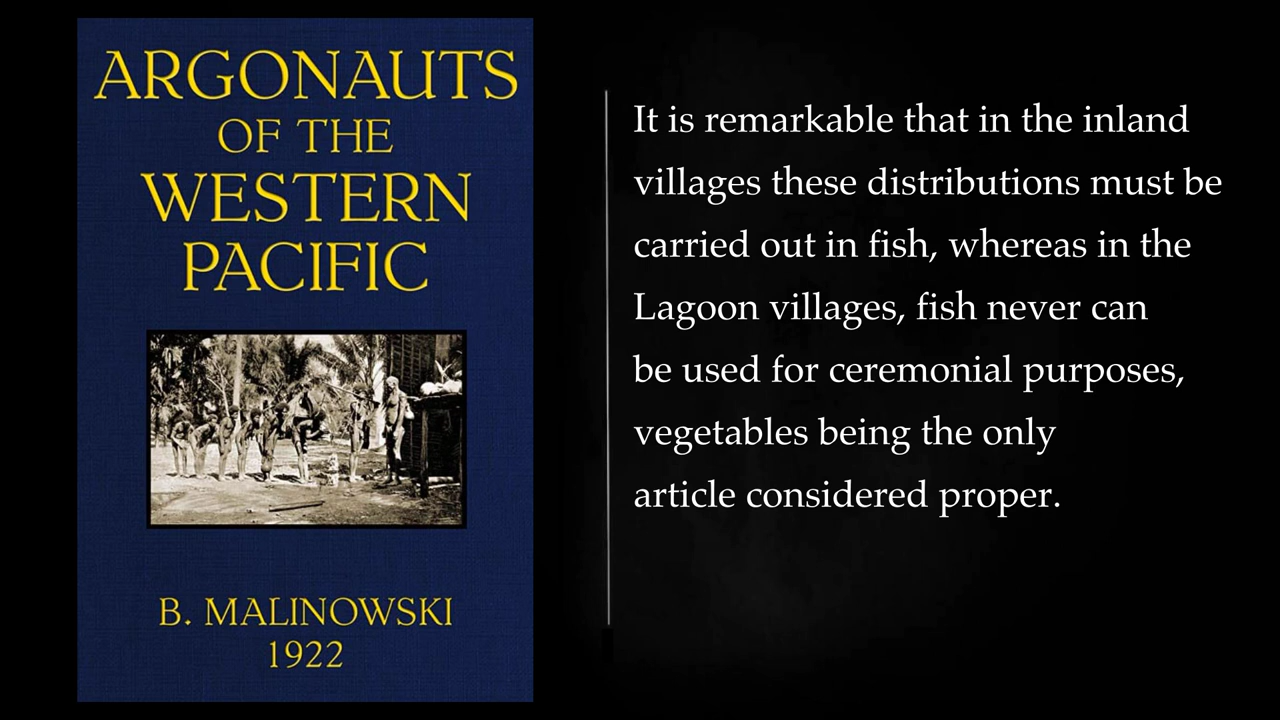 ARGONAUTS
OF THE
WESTERN
PACIFIC
B. MALINOWSKI
1922
It is remarkable that in the inland
villages these distributions must be
carried out in fish, whereas in the
Lagoon villages, fish never can
be used for ceremonial purposes,
vegetables being the only
article considered proper.